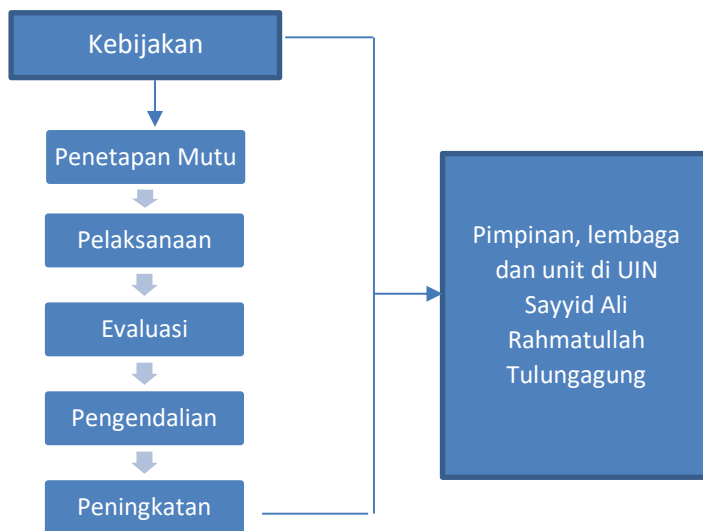 Kebijakan
Penetapan Mutu
Pelaksanaan
Evaluasi
Pengendalian
Peningkatan
Pimpinan, lembaga
dan unit di UIN
Sayyid Ali
Rahmatullah
Tulungagung